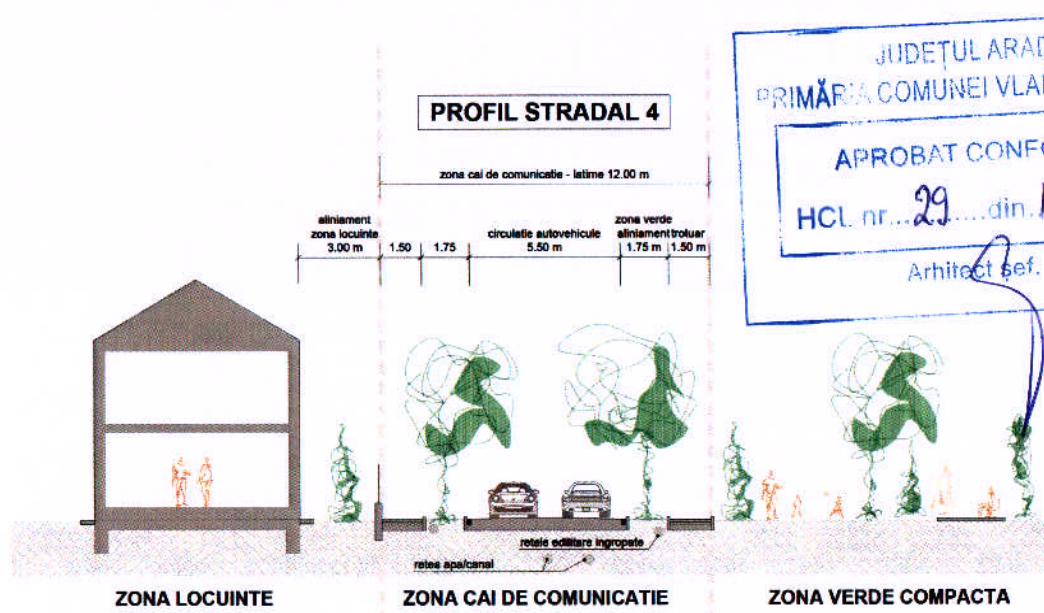 PROFIL STRADAL 4
zona cai de comunicatie - latime 12.00 m
aliniament
zona locuinte
3.00 m
1.50
1.75
circulatie autovehicule
5.50 m
zona verde
aliniament
1.75 m
trotuar
1.50 m
JUDEȚUL ARAD
PRIMĂRIA COMUNEI
APROBAT
HCL nr...29.....din.
Arhitect șef.
retele edilitare ingropate
retea apa/canal
ZONA LOCUINTE
ZONA CAI DE COMUNICATIE
ZONA VERDE COMPACTA